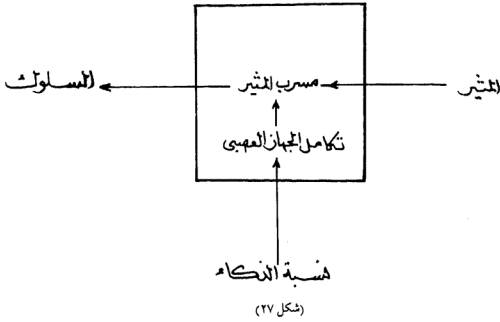 المثير
مسرب المثير
السلوك
تكامل الجهاز العصبى
نسبة الذكاء
(شكل ٢٧)